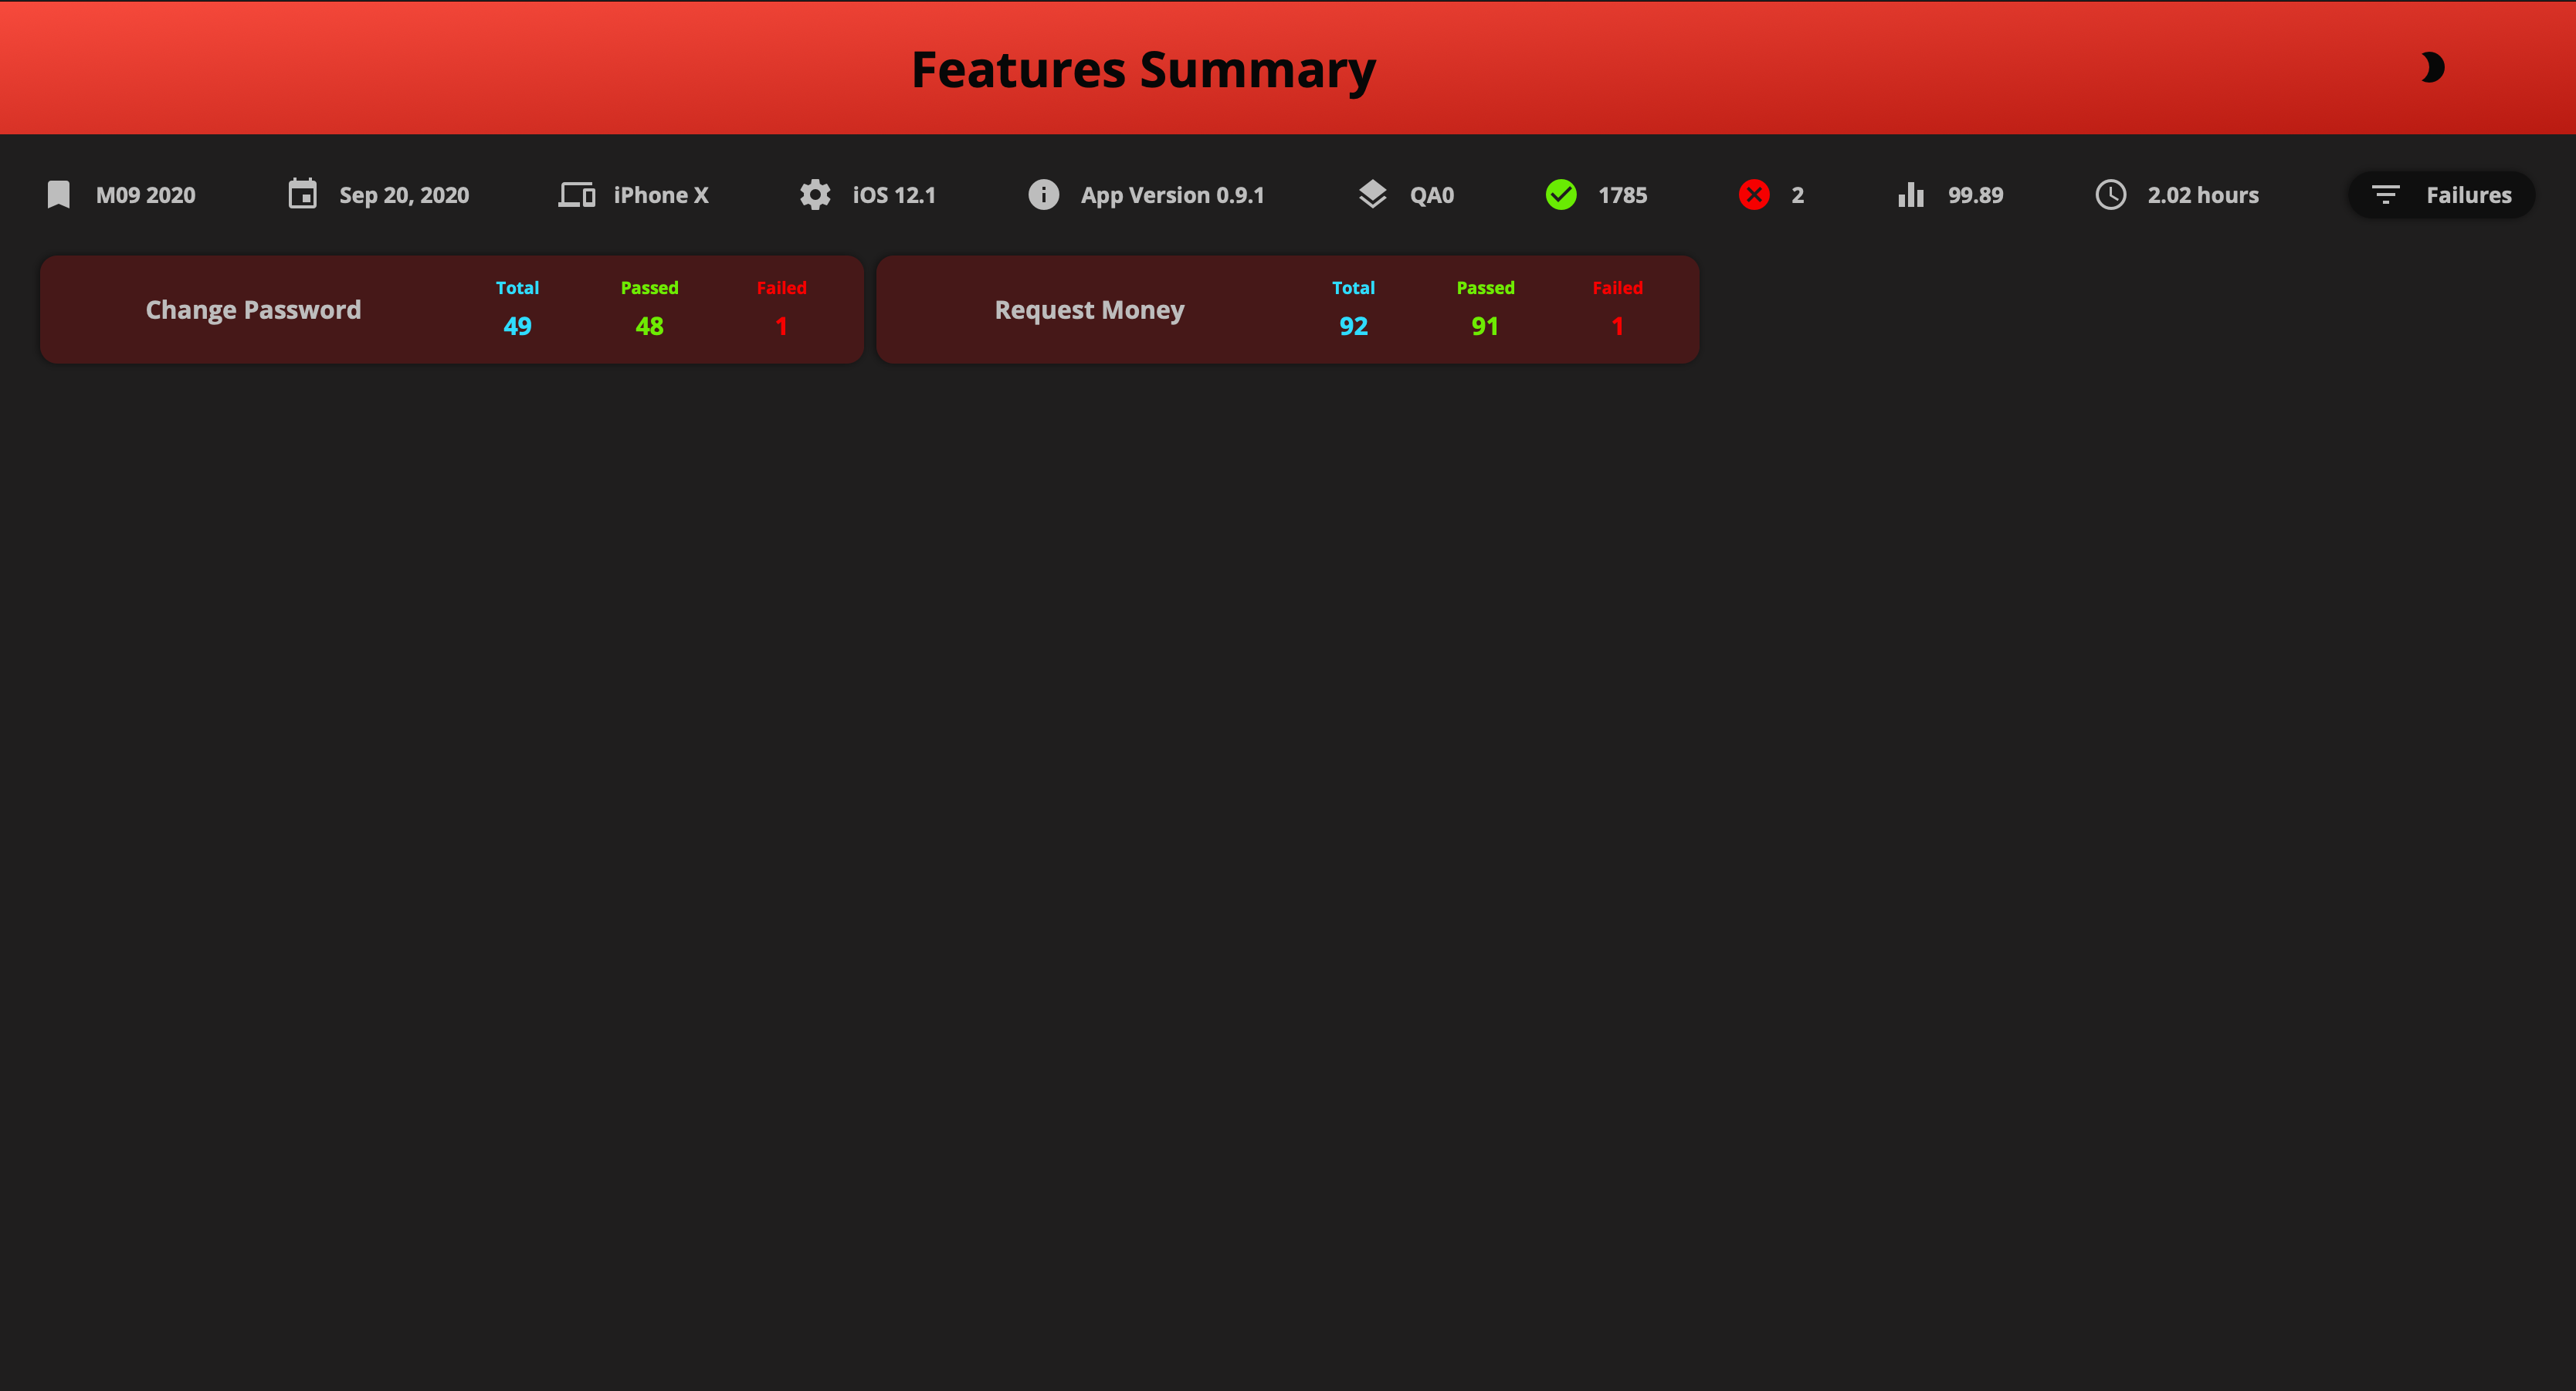 Features Summary
M09 2020 Sep 20, 2020 iPhone X iOS 12.1 App Version 0.9.1 QA0 1785 2 99.89 2.02 hours Failures
Change Password
Total Passed Failed
49 48 1
Request Money
Total Passed Failed
92 91 1